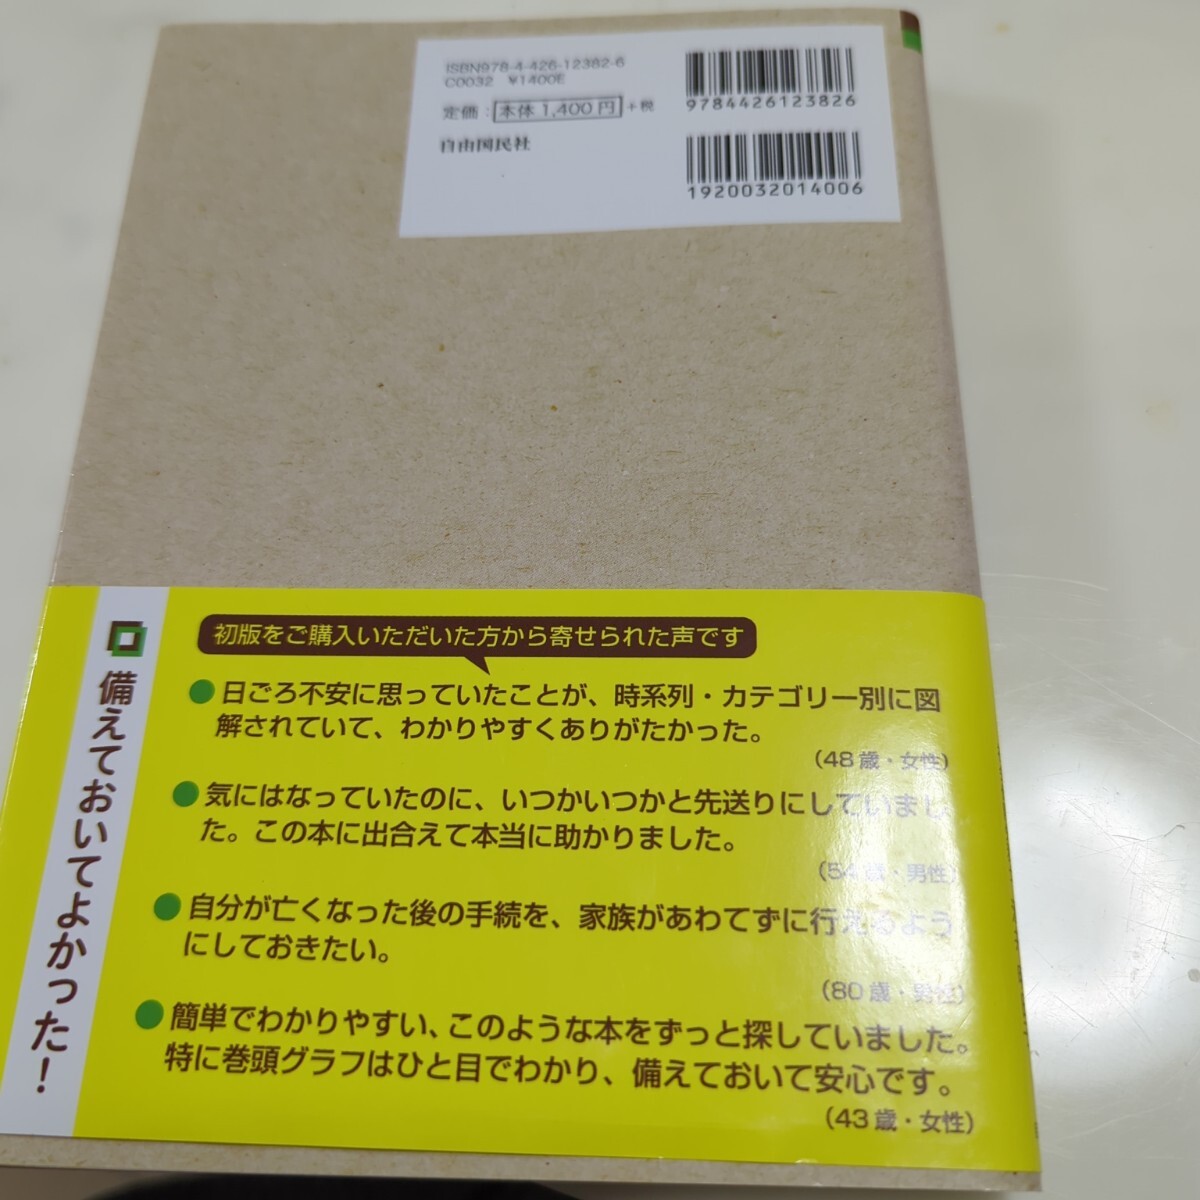 ISBN978-4-426-12382-6
C0032 ¥1400E
定価：本体1,400円 +税
自由国民社
9784426123826
1920032014006
備えておいてよかった！
初版をご購入いただいた方から寄せられた声です
●日ごろ不安に思っていたことが、時系列・カテゴリー別に図
解されていて、わかりやすくありがたかった。
（48歳・女性）
●気にはなっていたのに、いつかいつかと先送りにしていまし
た。この本に出合えて本当に助かりました。
（54歳・男性）
●自分が亡くなった後の手続を、家族があわてずに行えるよう
にしておきたい。
（80歳・男性）
●簡単でわかりやすい、このような本をずっと探していました。
特に巻頭グラフはひと目でわかり、備えておいて安心です。
（43歳・女性）